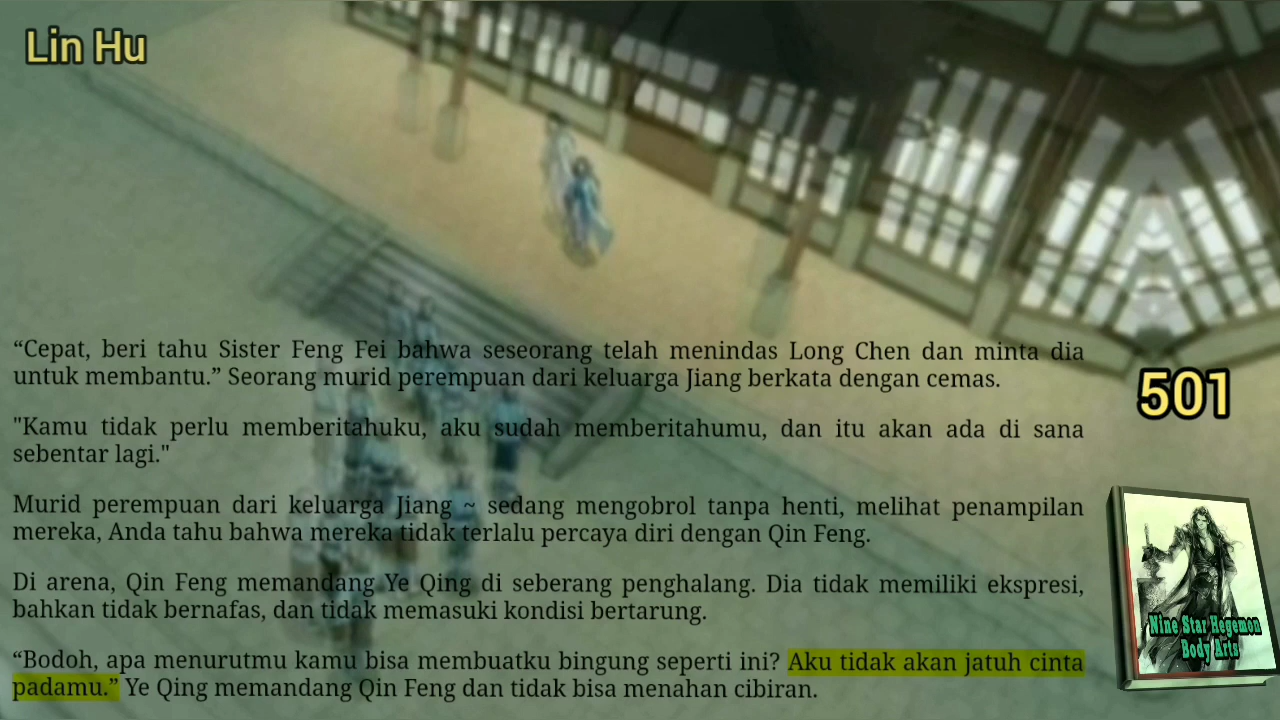 Lin Hu
“Cepat, beri tahu Sister Feng Fei bahwa seseorang telah menindas Long Chen dan minta dia
untuk membantu.” Seorang murid perempuan dari keluarga Jiang berkata dengan cemas.
"Kamu tidak perlu memberitahuku, aku sudah memberitahumu, dan itu akan ada di sana
sebentar lagi."
Murid perempuan dari keluarga Jiang ~ sedang mengobrol tanpa henti, melihat penampilan
mereka, Anda tahu bahwa mereka tidak terlalu percaya diri dengan Qin Feng.
Di arena, Qin Feng memandang Ye Qing di seberang penghalang. Dia tidak memiliki ekspresi,
bahkan tidak bernafas, dan tidak memasuki kondisi bertarung.
“Bodoh, apa menurutmu kamu bisa membuatku bingung seperti ini? Aku tidak akan jatuh cinta
padamu.” Ye Qing memandang Qin Feng dan tidak bisa menahan cibiran.
501
Nine Star Hegemon
Body Arts